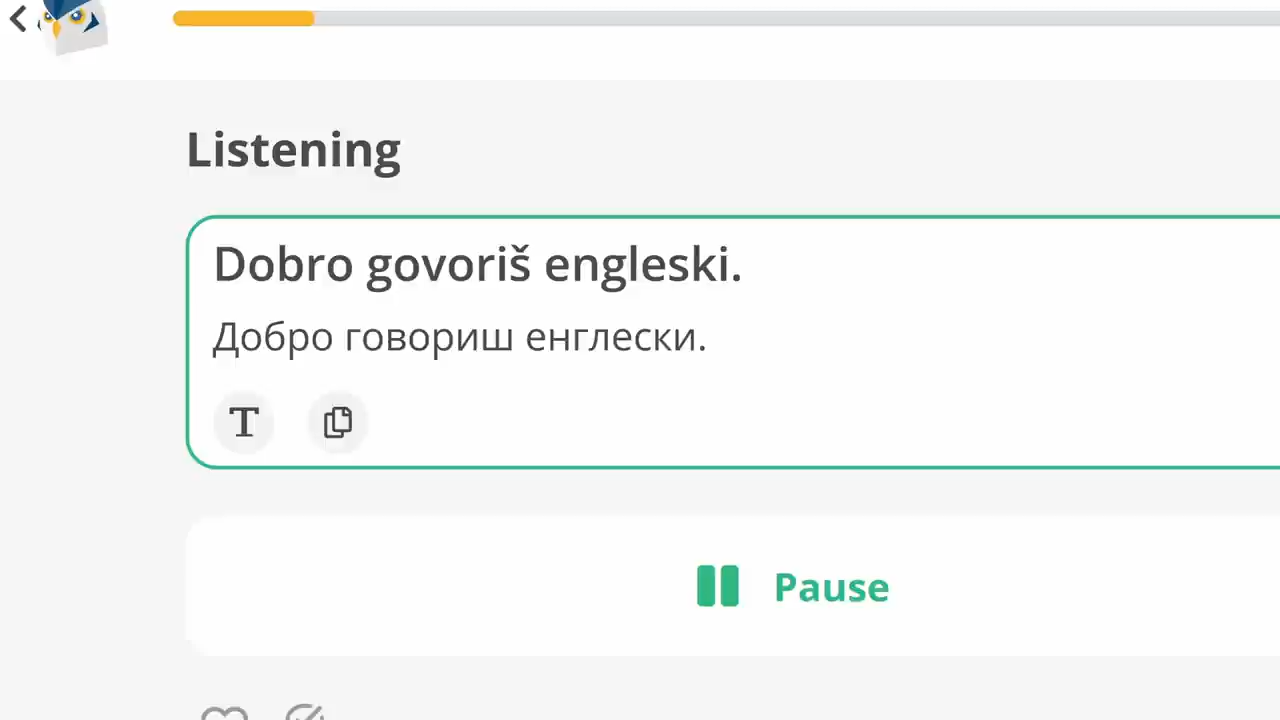 Listening
Dobro govoriš engleski.
Добро говориш енглески.
T
Pause